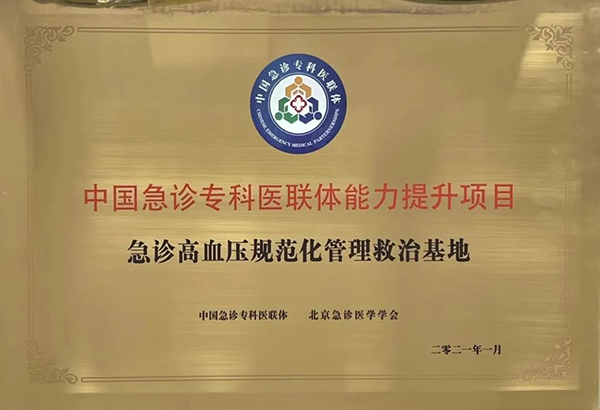 中国急诊专科医联体
CHINESE EMERGENCY MEDICAL PARTERNERSHIPS
中国急诊专科医联体能力提升项目
急诊高血压规范化管理救治基地
中国急诊专科医联体 北京急诊医学学会
二零二一年一月